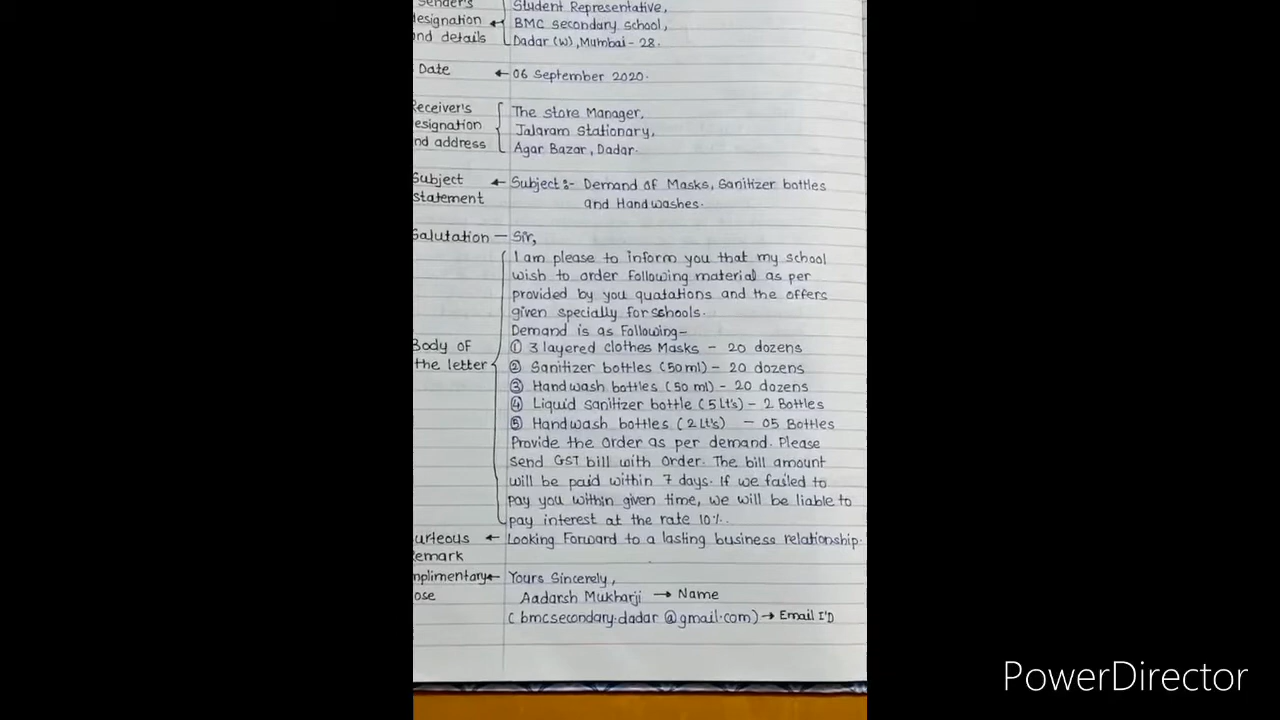 Sender's
Student Representative,
designation
BMC secondary school,
and details
Dadar (W), Mumbai - 28.
Date
06 September 2020.
Receiver's
The store Manager,
designation
Jalaram Stationary,
and address
Agar Bazar, Dadar.
Subject
Subject :- Demand of Masks, Sanitizer bottles
statement
and Handwashes.
Salutation — Sir,
I am please to inform you that my school
wish to order following material as per
provided by you quatations and the offers
given specially for schools.
Demand is as Following-
① 3 layered clothes Masks - 20 dozens
Body of
the letter
② Sanitizer bottles (50ml) - 20 dozens
③ Handwash bottles (50 ml) - 20 dozens
④ Liquid sanitizer bottle (5 Lt's) - 2 Bottles
⑤ Handwash bottles (2 Lt's) - 05 Bottles
Provide the order as per demand. Please
send GST bill with order. The bill amount
will be paid within 7 days. If we failed to
pay you within given time, we will be liable to
pay interest at the rate 10%.
urteous
Looking Forward to a lasting business relationship.
emark
mplimentary
Yours Sincerely,
ose
Aadarsh Mukharji → Name
(bmcsecondary.dadar@gmail.com) → Email I'D
PowerDirector